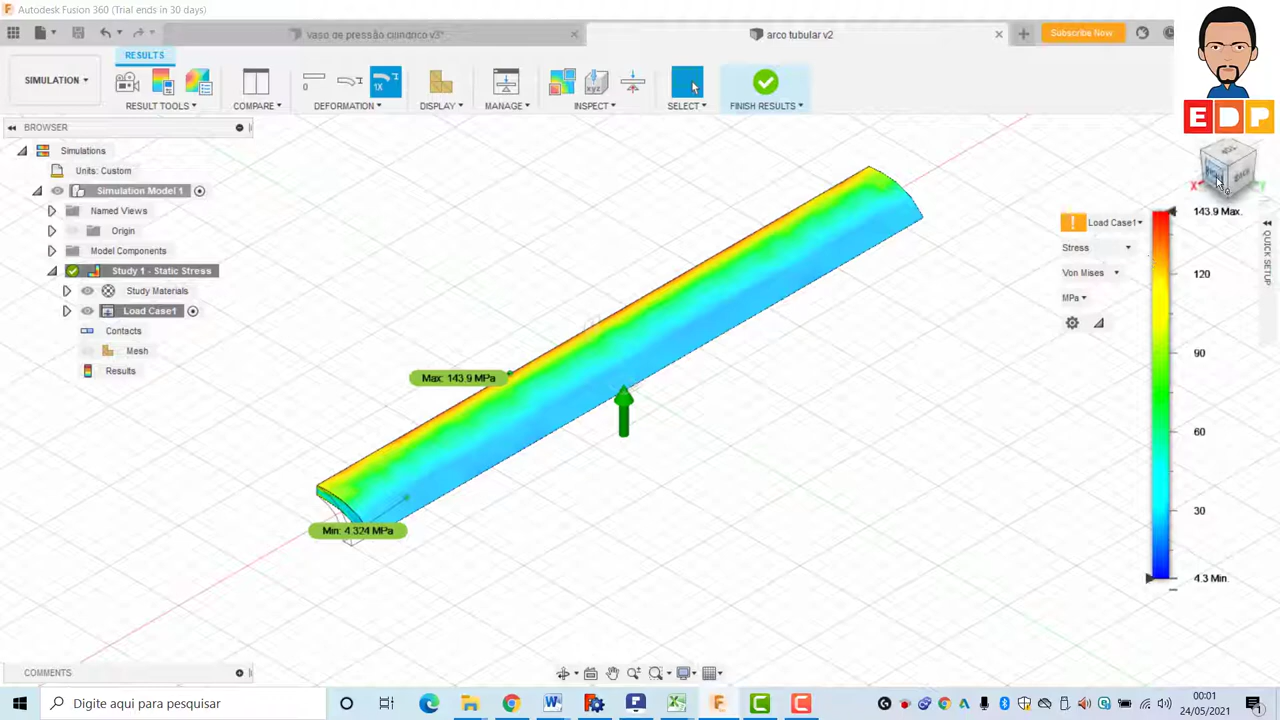 Autodesk Fusion 360 (Trial ends in 30 days)
vaso de pressão cilíndrico v3*
arco tubular v2
Subscribe Now
RESULTS
SIMULATION
RESULT TOOLS
COMPARE
DEFORMATION
DISPLAY
MANAGE
INSPECT
SELECT
FINISH RESULTS
0
1X
xyz
EDP
BROWSER
Simulations
Units: Custom
Simulation Model 1
Named Views
Origin
Model Components
Study 1 - Static Stress
Study Materials
Load Case1
Contacts
Mesh
Results
X
Y
143.9 Max.
Load Case1
Stress
120
Von Mises
MPa
90
60
30
4.3 Min.
QUICK SETUP
Max: 143.9 MPa
Min: 4.324 MPa
COMMENTS
Digite aqui para pesquisar
00:01
24/05/2021
1